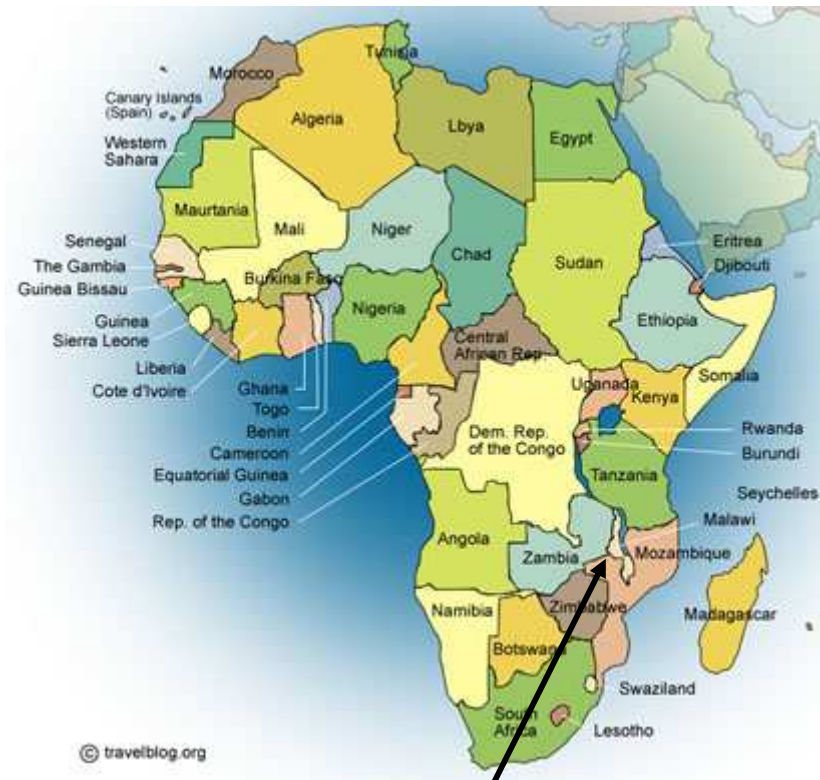 Tunisia
Morocco
Canary Islands
(Spain)
Algeria
Lbya
Egypt
Western
Sahara
Maurtania
Mali
Niger
Chad
Sudan
Eritrea
Djibouti
Senegal
The Gambia
Guinea Bissau
Burkina Faso
Nigeria
Ethiopia
Guinea
Sierra Leone
Central
African Rep
Somalia
Liberia
Cote d'Ivoire
Ghana
Togo
Benin
Cameroon
Equatorial Guinea
Gabon
Rep. of the Congo
Uganada
Kenya
Dem. Rep.
of the Congo
Rwanda
Burundi
Tanzania
Seychelles
Malawi
Angola
Zambia
Mozambique
Namibia
Zimbabwe
Madagascar
Botswana
Swaziland
South
Africa
Lesotho
© travelblog.org